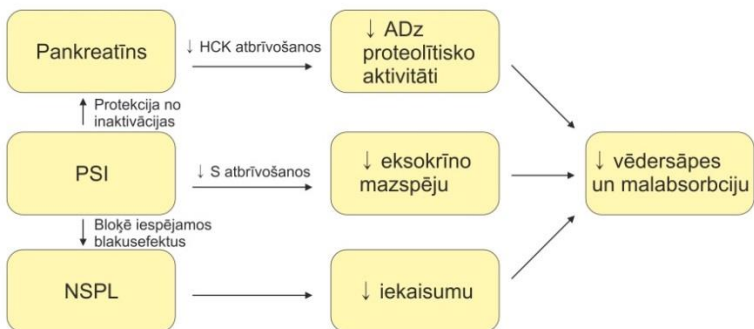 Pankreatīns
↓ HCK atbrīvošanos
↓ ADz
proteolītisko
aktivitāti
Protekcija no
inaktivācijas
PSI
↓ S atbrīvošanos
↓ eksokrīno
mazspēju
↓ vēdersāpes
un malabsorbciju
Bloķē iespējamos
blakusefektus
NSPL
↓ iekaisumu